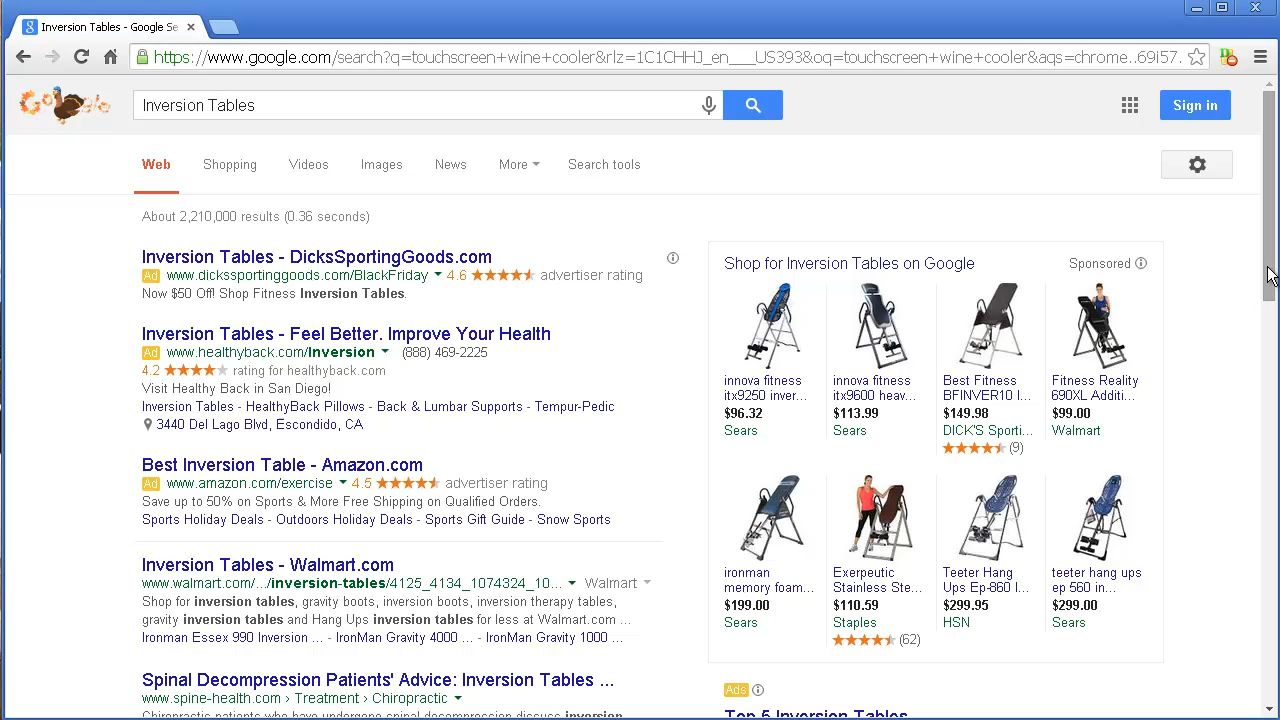 Inversion Tables - Google Se
https://www.google.com/search?q=touchscreen+wine+cooler&rlz=1C1CHHJ_en___US393&oq=touchscreen+wine+cooler&aqs=chrome..69i57.
Google
Inversion Tables
Sign in
Web Shopping Videos Images News More Search tools
About 2,210,000 results (0.36 seconds)
Inversion Tables - DicksSportingGoods.com
Ad www.dickssportinggoods.com/BlackFriday 4.6 advertiser rating
Now $50 Off! Shop Fitness Inversion Tables.
Inversion Tables - Feel Better. Improve Your Health
Ad www.healthyback.com/Inversion (888) 469-2225
4.2 rating for healthyback.com
Visit Healthy Back in San Diego!
Inversion Tables - HealthyBack Pillows - Back & Lumbar Supports - Tempur-Pedic
3440 Del Lago Blvd, Escondido, CA
Best Inversion Table - Amazon.com
Ad www.amazon.com/exercise 4.5 advertiser rating
Save up to 50% on Sports & More Free Shipping on Qualified Orders.
Sports Holiday Deals - Outdoors Holiday Deals - Sports Gift Guide - Snow Sports
Inversion Tables - Walmart.com
www.walmart.com/.../inversion-tables/4125_4134_1074324_10... Walmart
Shop for inversion tables, gravity boots, inversion boots, inversion therapy tables,
gravity inversion tables and Hang Ups inversion tables for less at Walmart.com ...
Ironman Essex 990 Inversion ... - IronMan Gravity 4000 ... - IronMan Gravity 1000 ...
Spinal Decompression Patients' Advice: Inversion Tables ...
www.spine-health.com › Treatment › Chiropractic
Chiropractic patients who have undergone spinal decompression discuss inversion
Shop for Inversion Tables on Google Sponsored
innova fitness
itx9250 inver...
$96.32
Sears
innova fitness
itx9600 heav...
$113.99
Sears
Best Fitness
BFINVER10 I...
$149.98
DICK'S Sporti...
(9)
Fitness Reality
690XL Additi...
$99.00
Walmart
ironman
memory foam...
$199.00
Sears
Exerpeutic
Stainless Ste...
$110.59
Staples
(62)
Teeter Hang
Ups Ep-860 I...
$299.95
HSN
teeter hang ups
ep 560 in...
$299.00
Sears
Ads
Top 5 Inversion Tables